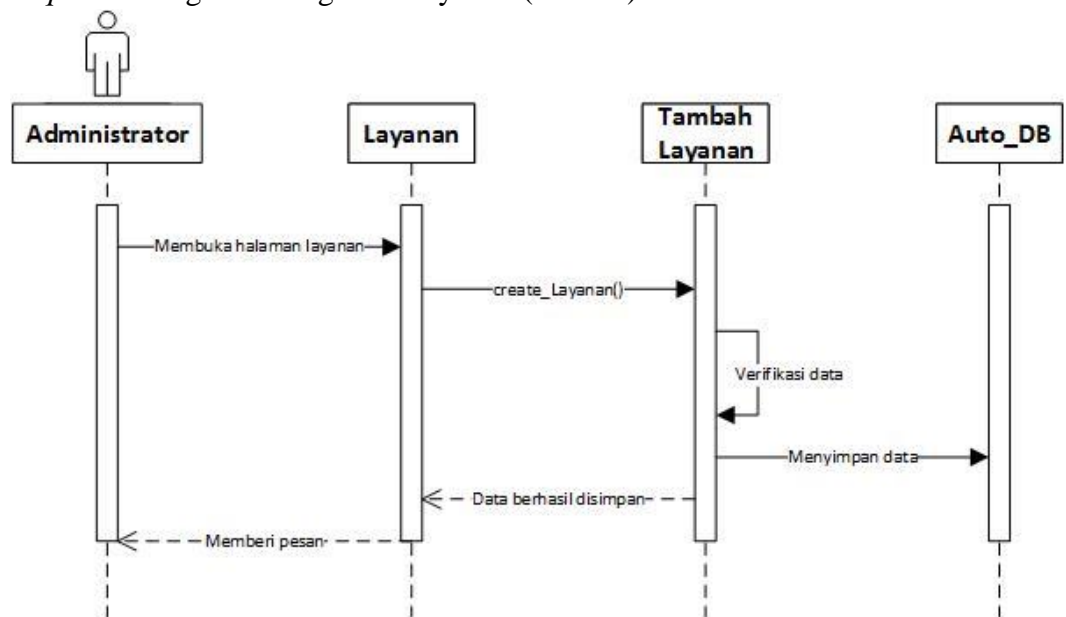 Administrator
Layanan
Tambah
Layanan
Auto_DB
Membuka halaman layanan
create_Layanan()
Verifikasi data
Menyimpan data
Data berhasil disimpan
Memberi pesan